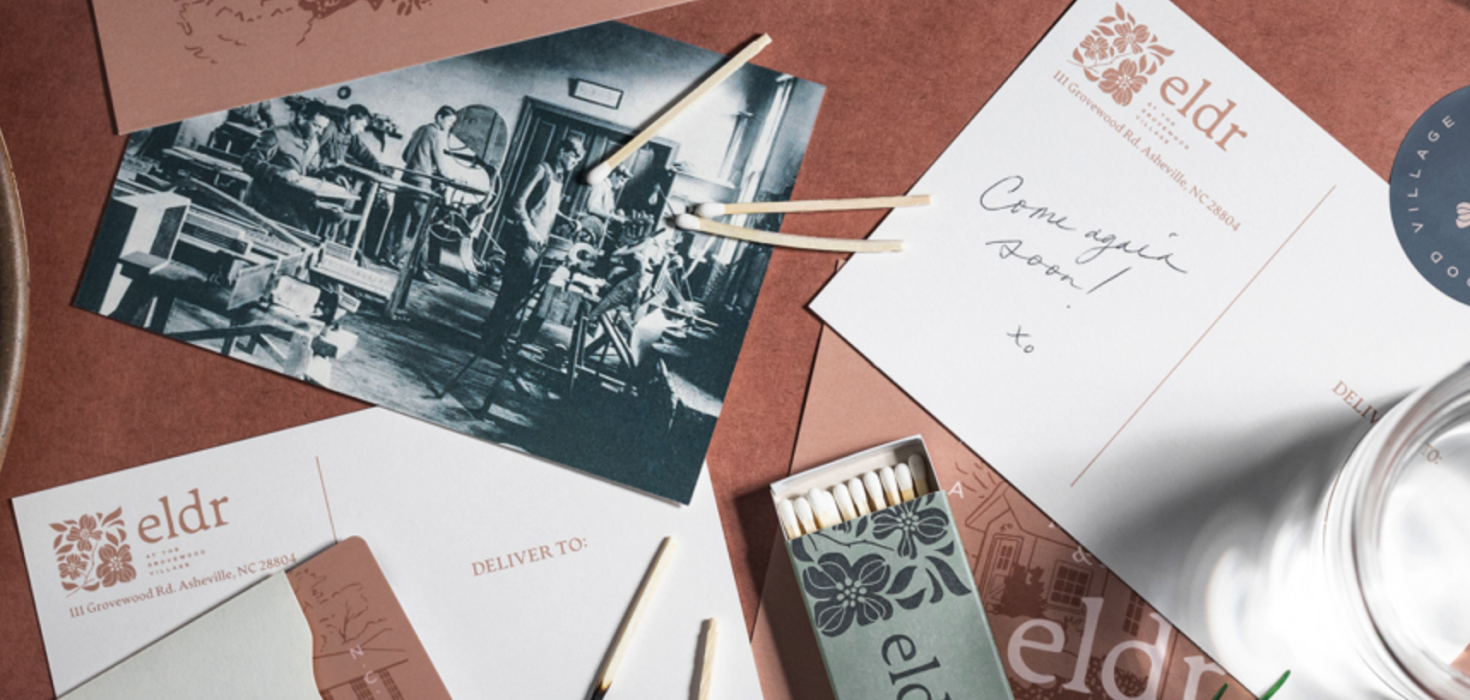 eldr
AT THE
GROVEWOOD
VILLAGE
111 Grovewood Rd. Asheville, NC 28804
Come again
soon!
xo
VILLAGE
OOD
DELIV
O:
eldr
AT THE
GROVEWOOD
VILLAGE
111 Grovewood Rd. Asheville, NC 28804
DELIVER TO:
N.C.
A
&
eldr
eld